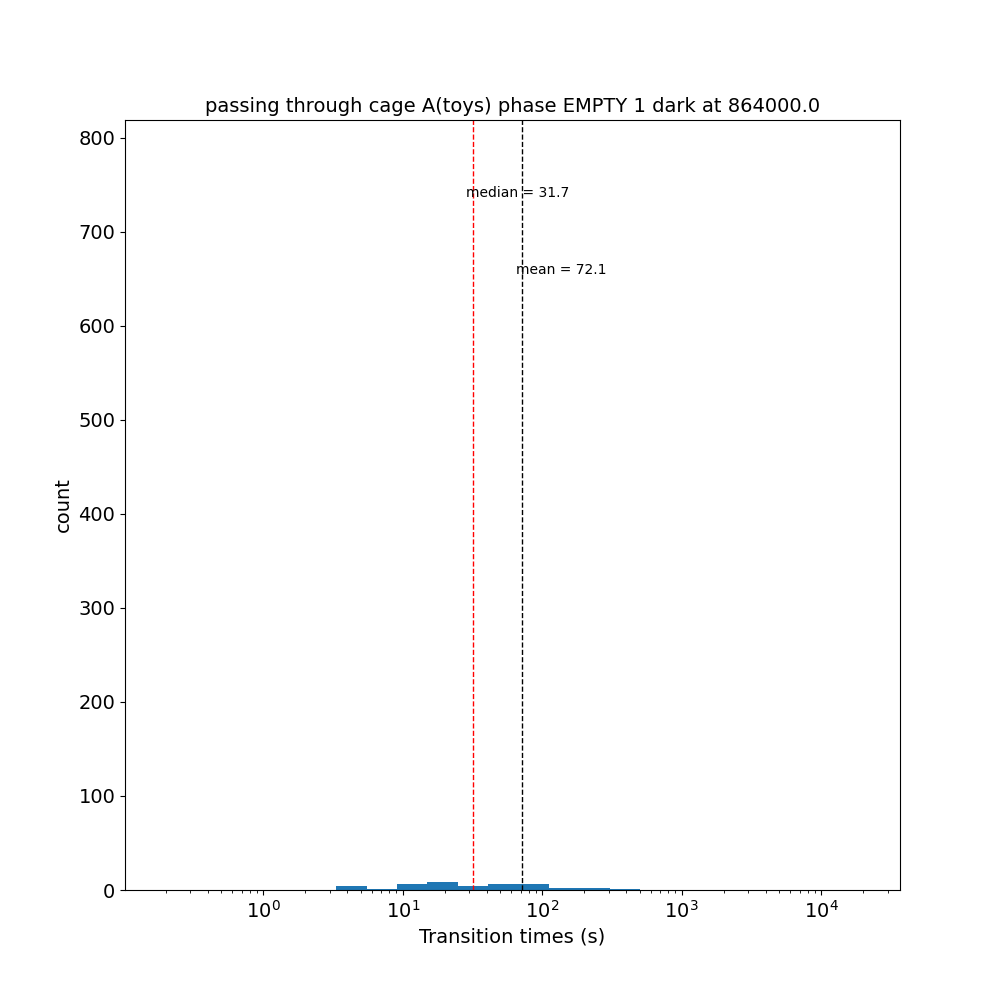 passing through cage A(toys) phase EMPTY 1 dark at 864000.0
800
median = 31.7
700
mean = 72.1
600
500
count
400
300
200
100
0
10⁰ 10¹ 10² 10³ 10⁴
Transition times (s)